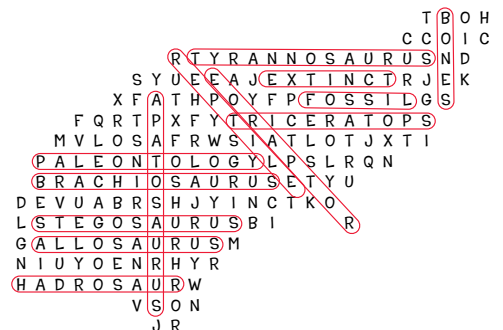 T B O H
C C O I C
R T Y R A N N O S A U R U S N D
S Y U E E A J E X T I N C T R J E K
X F A T H P O Y F P F O S S I L G S
F Q R T P X F Y T R I C E R A T O P S
M V L O S A F R W S I A T L O T J X T I
P A L E O N T O L O G Y L P S L R Q N
B R A C H I O S A U R U S E T Y U
D E V U A B R S H J Y I N C T K O
L S T E G O S A U R U S B I R
G A L L O S A U R U S M
N I U Y O E N R H Y R
H A D R O S A U R W
V S O N
J R